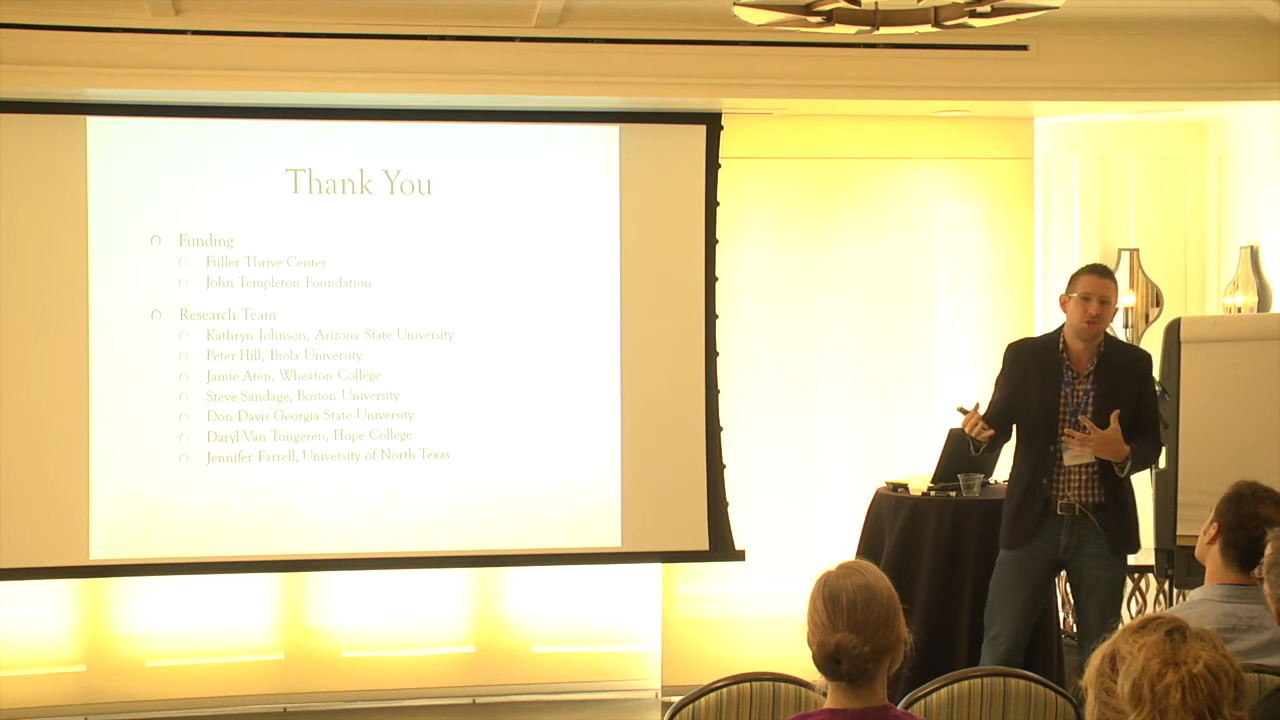 Thank You
Funding
Fuller Thrive Center
John Templeton Foundation
Research Team
Kathryn Johnson, Arizona State University
Peter Hill, Biola University
Jamie Aten, Wheaton College
Steve Sandage, Boston University
Don Davis Georgia State University
Daryl Van Tongeren, Hope College
Jennifer Farrell, University of North Texas